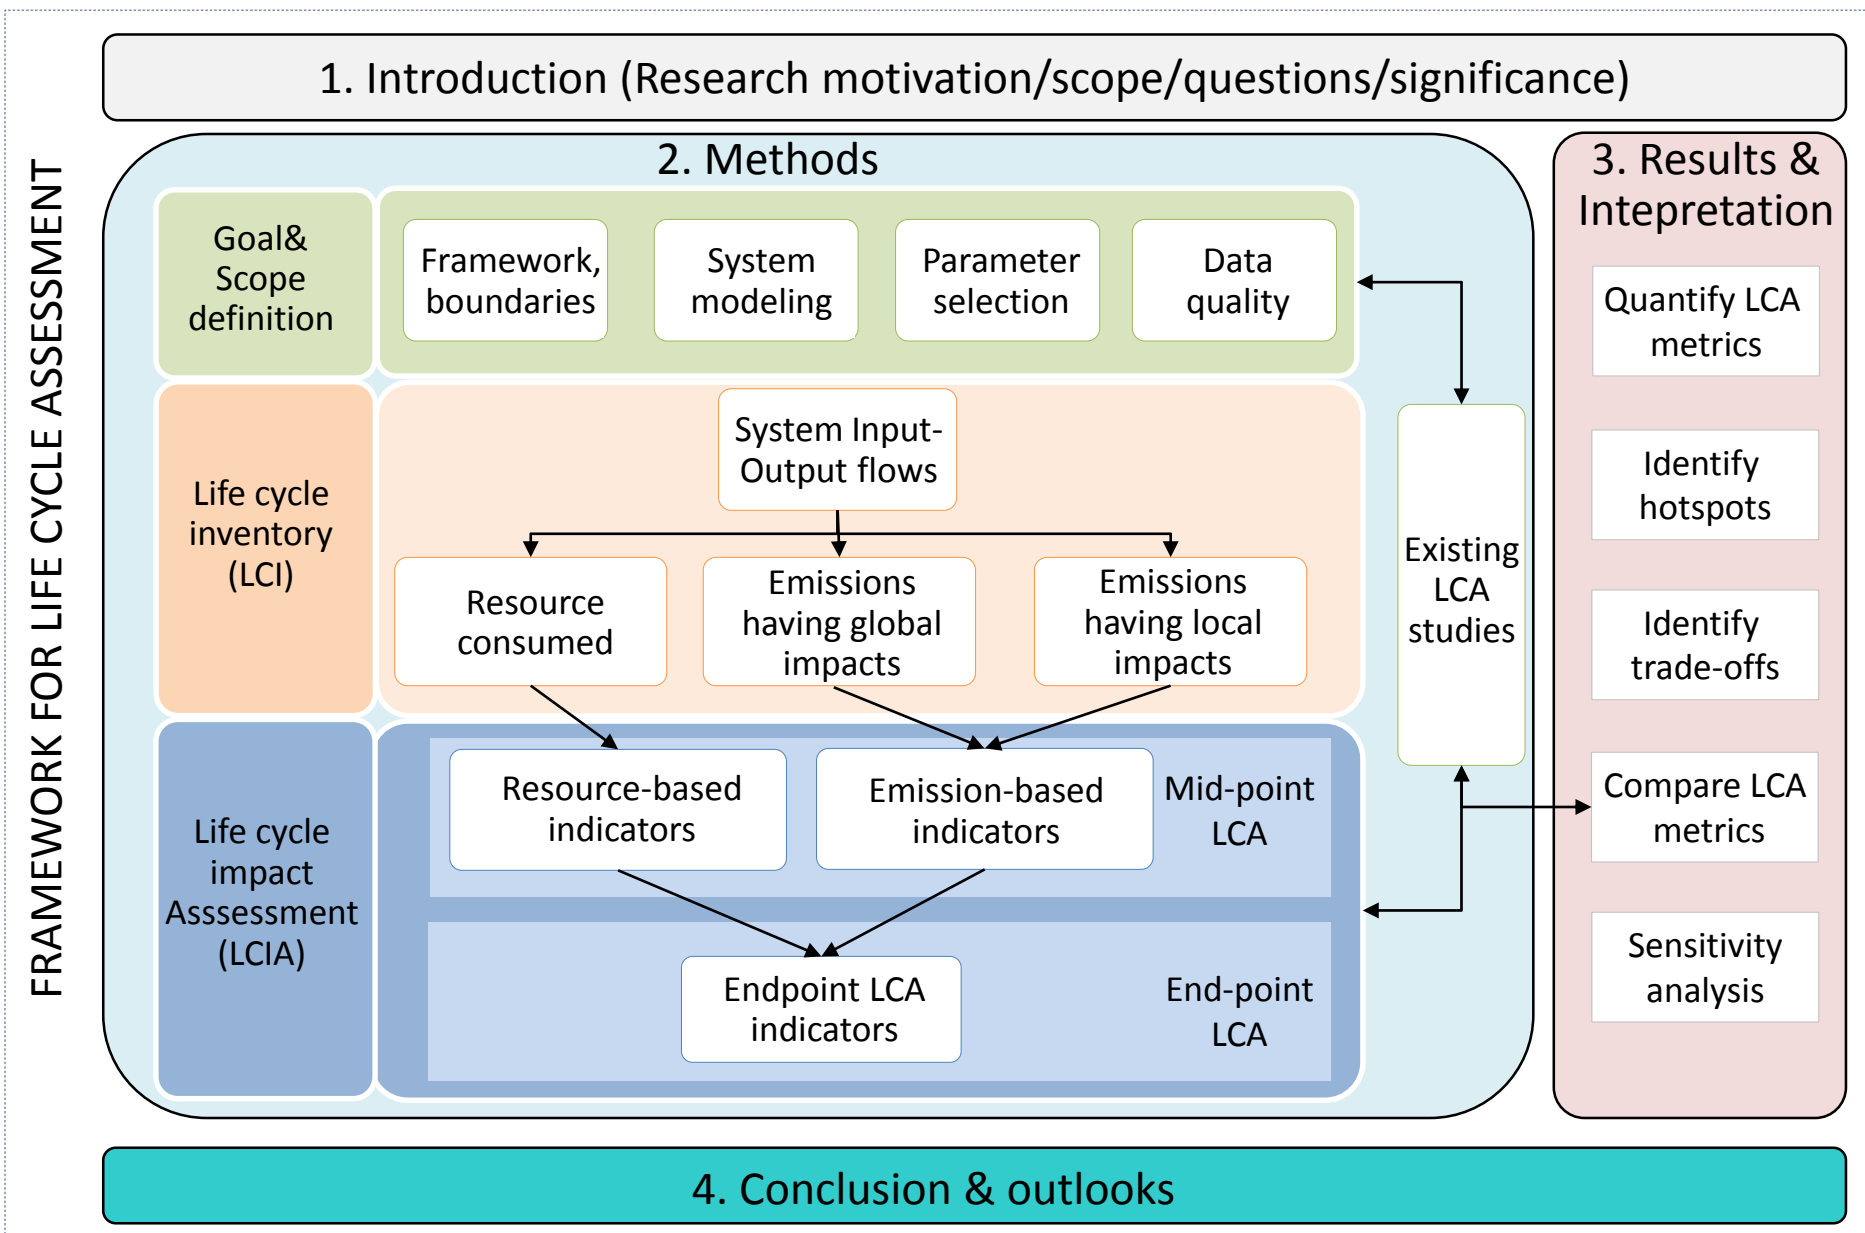 1. Introduction (Research motivation/scope/questions/significance)
FRAMEWORK FOR LIFE CYCLE ASSESSMENT
2. Methods
Goal&
Scope
definition
Framework,
boundaries
System
modeling
Parameter
selection
Data
quality
Life cycle
inventory
(LCI)
System Input-
Output flows
Resource
consumed
Emissions
having global
impacts
Emissions
having local
impacts
Existing
LCA
studies
Life cycle
impact
Asssessment
(LCIA)
Resource-based
indicators
Emission-based
indicators
Mid-point
LCA
Endpoint LCA
indicators
End-point
LCA
3. Results &
Intepretation
Quantify LCA
metrics
Identify
hotspots
Identify
trade-offs
Compare LCA
metrics
Sensitivity
analysis
4. Conclusion & outlooks